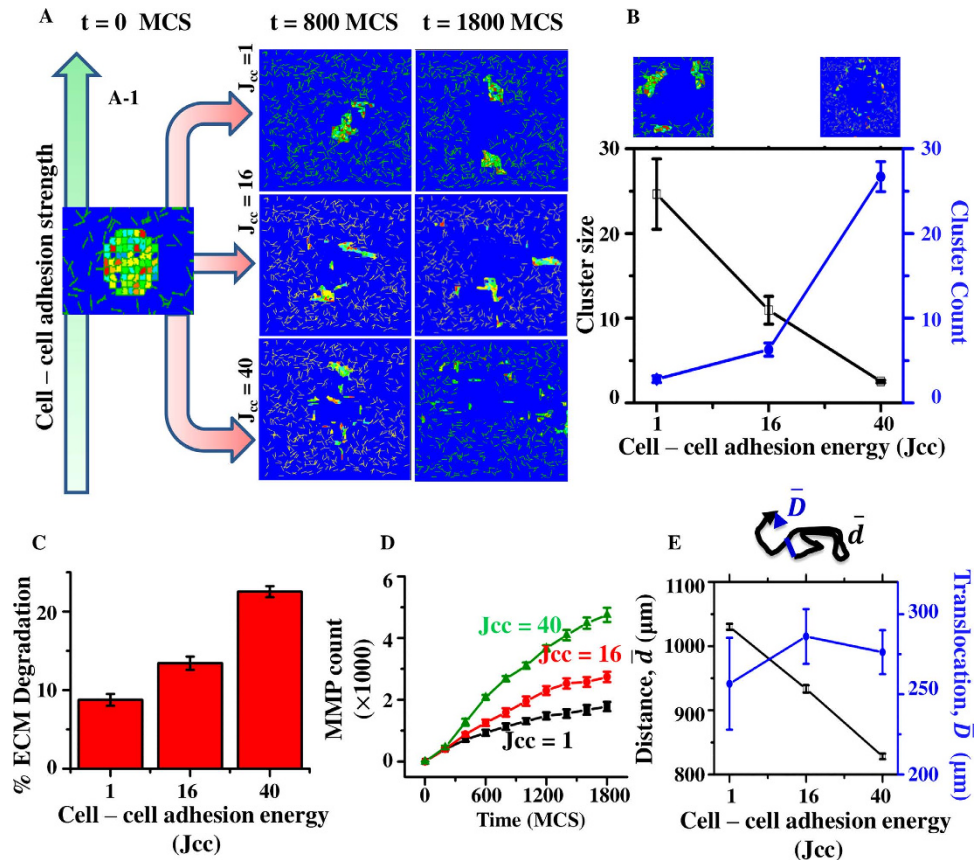 A
t = 0 MCS
t = 800 MCS
t = 1800 MCS
A-1
Cell – cell adhesion strength
Jcc =1
Jcc = 16
Jcc = 40
B
30
20
10
0
Cluster size
30
20
10
0
Cluster Count
1
16
40
Cell – cell adhesion energy (Jcc)
C
% ECM Degradation
20
10
0
1
16
40
Cell – cell adhesion energy
(Jcc)
D
MMP count
(×1000)
6
4
2
0
Jcc = 40
Jcc = 16
Jcc = 1
0
600
1200
1800
Time (MCS)
E
D̄
d̄
Distance, d̄ (µm)
1100
1000
900
800
Translocation, D̄ (µm)
300
250
200
1
16
40
Cell – cell adhesion energy
(Jcc)